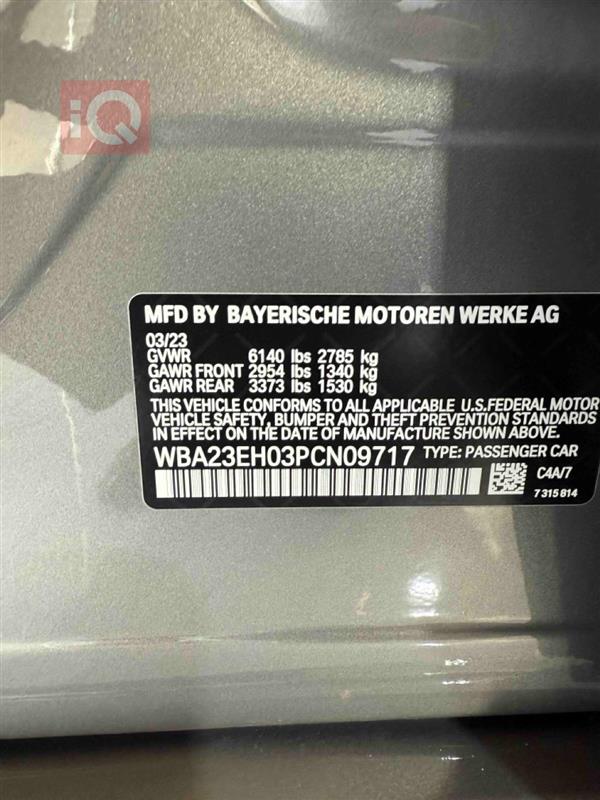 iQ
MFD BY BAYERISCHE MOTOREN WERKE AG
03/23
GVWR 6140 lbs 2785 kg
GAWR FRONT 2954 lbs 1340 kg
GAWR REAR 3373 lbs 1530 kg
THIS VEHICLE CONFORMS TO ALL APPLICABLE U.S.FEDERAL MOTOR
VEHICLE SAFETY, BUMPER AND THEFT PREVENTION STANDARDS
IN EFFECT ON THE DATE OF MANUFACTURE SHOWN ABOVE.
WBA23EH03PCN09717 TYPE: PASSENGER CAR
C4A/7
7 315 814